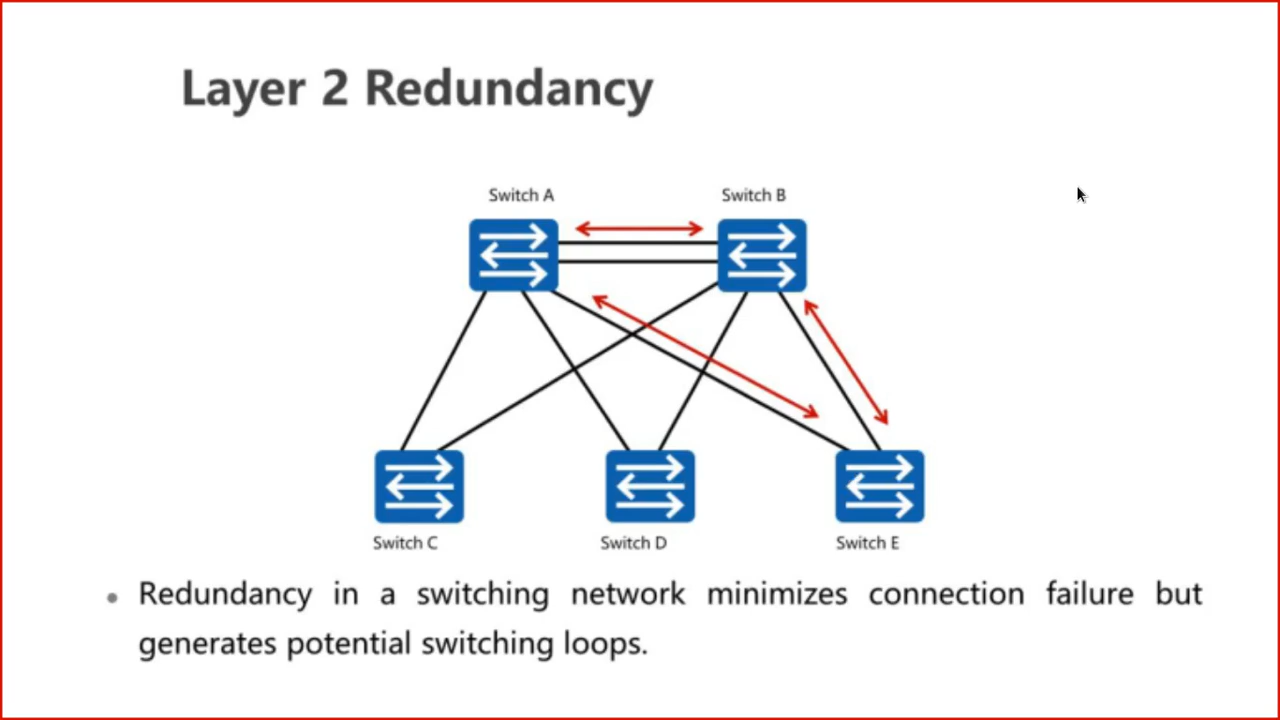 Layer 2 Redundancy
Switch A
Switch B
Switch C
Switch D
Switch E
Redundancy in a switching network minimizes connection failure but
generates potential switching loops.